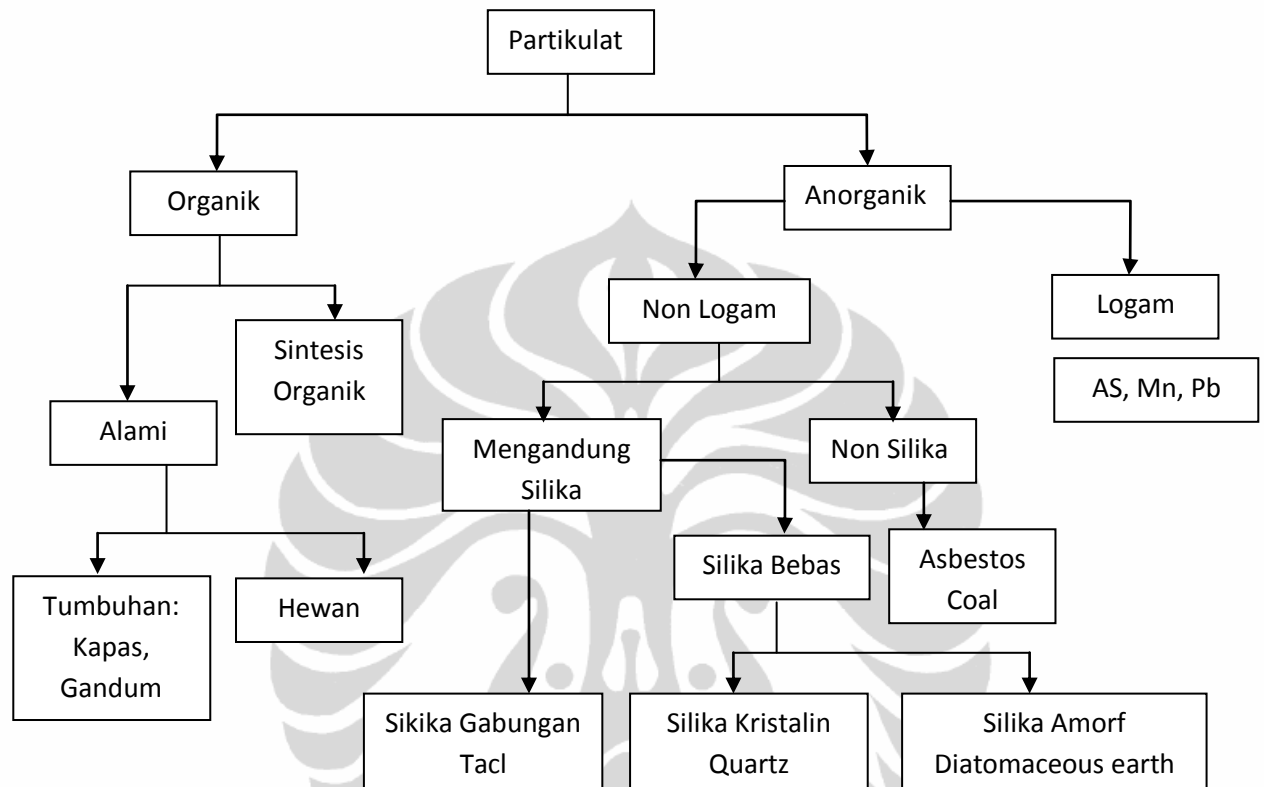 Partikulat
Organik
Anorganik
Non Logam
Logam
Sintesis
Organik
AS, Mn, Pb
Alami
Mengandung
Silika
Non Silika
Silika Bebas
Asbestos
Coal
Tumbuhan:
Kapas,
Gandum
Hewan
Sikika Gabungan
Tacl
Silika Kristalin
Quartz
Silika Amorf
Diatomaceous earth